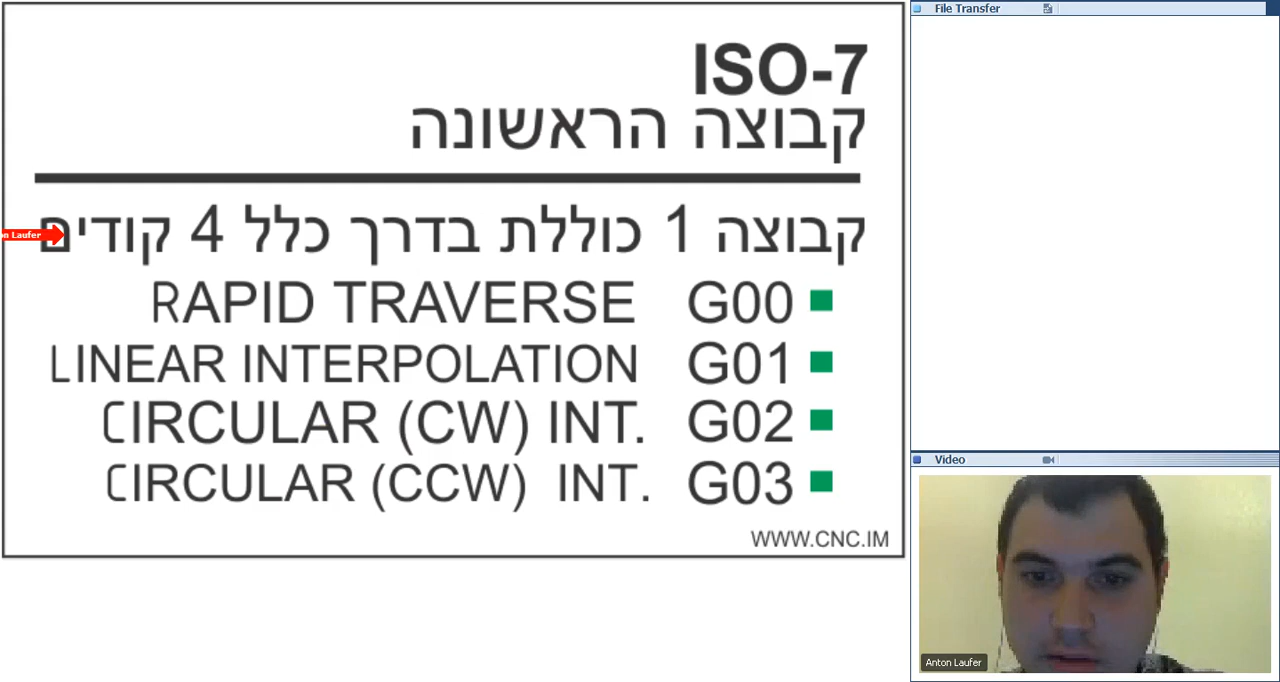 ISO-7
קבוצה הראשונה
קבוצה 1 כוללת בדרך כלל 4 קודים
G00 RAPID TRAVERSE
G01 LINEAR INTERPOLATION
G02 CIRCULAR (CW) INT.
G03 CIRCULAR (CCW) INT.
WWW.CNC.IM
File Transfer
Video
Anton Laufer
Laufer